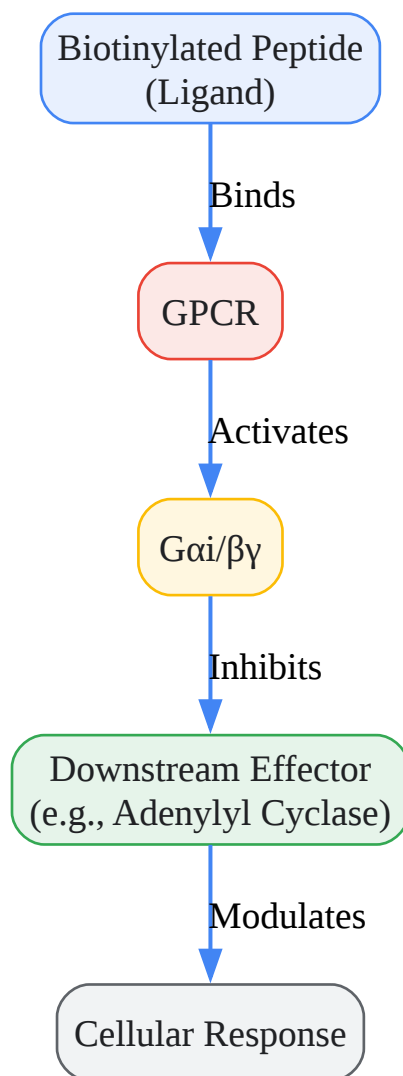 Biotinylated Peptide
(Ligand)
Binds
GPCR
Activates
Gαi/βγ
Inhibits
Downstream Effector
(e.g., Adenylyl Cyclase)
Modulates
Cellular Response